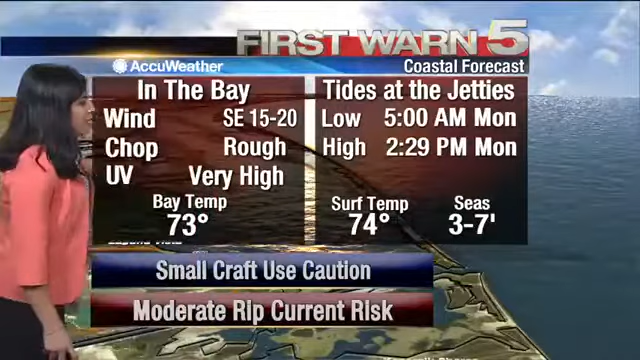 FIRST WARN 5
AccuWeather
Coastal Forecast
In The Bay
Wind SE 15-20
Chop Rough
UV Very High
Bay Temp
73°
Tides at the Jetties
Low 5:00 AM Mon
High 2:29 PM Mon
Surf Temp Seas
74° 3-7'
Laguna Vista
Small Craft Use Caution
Moderate Rip Current Risk